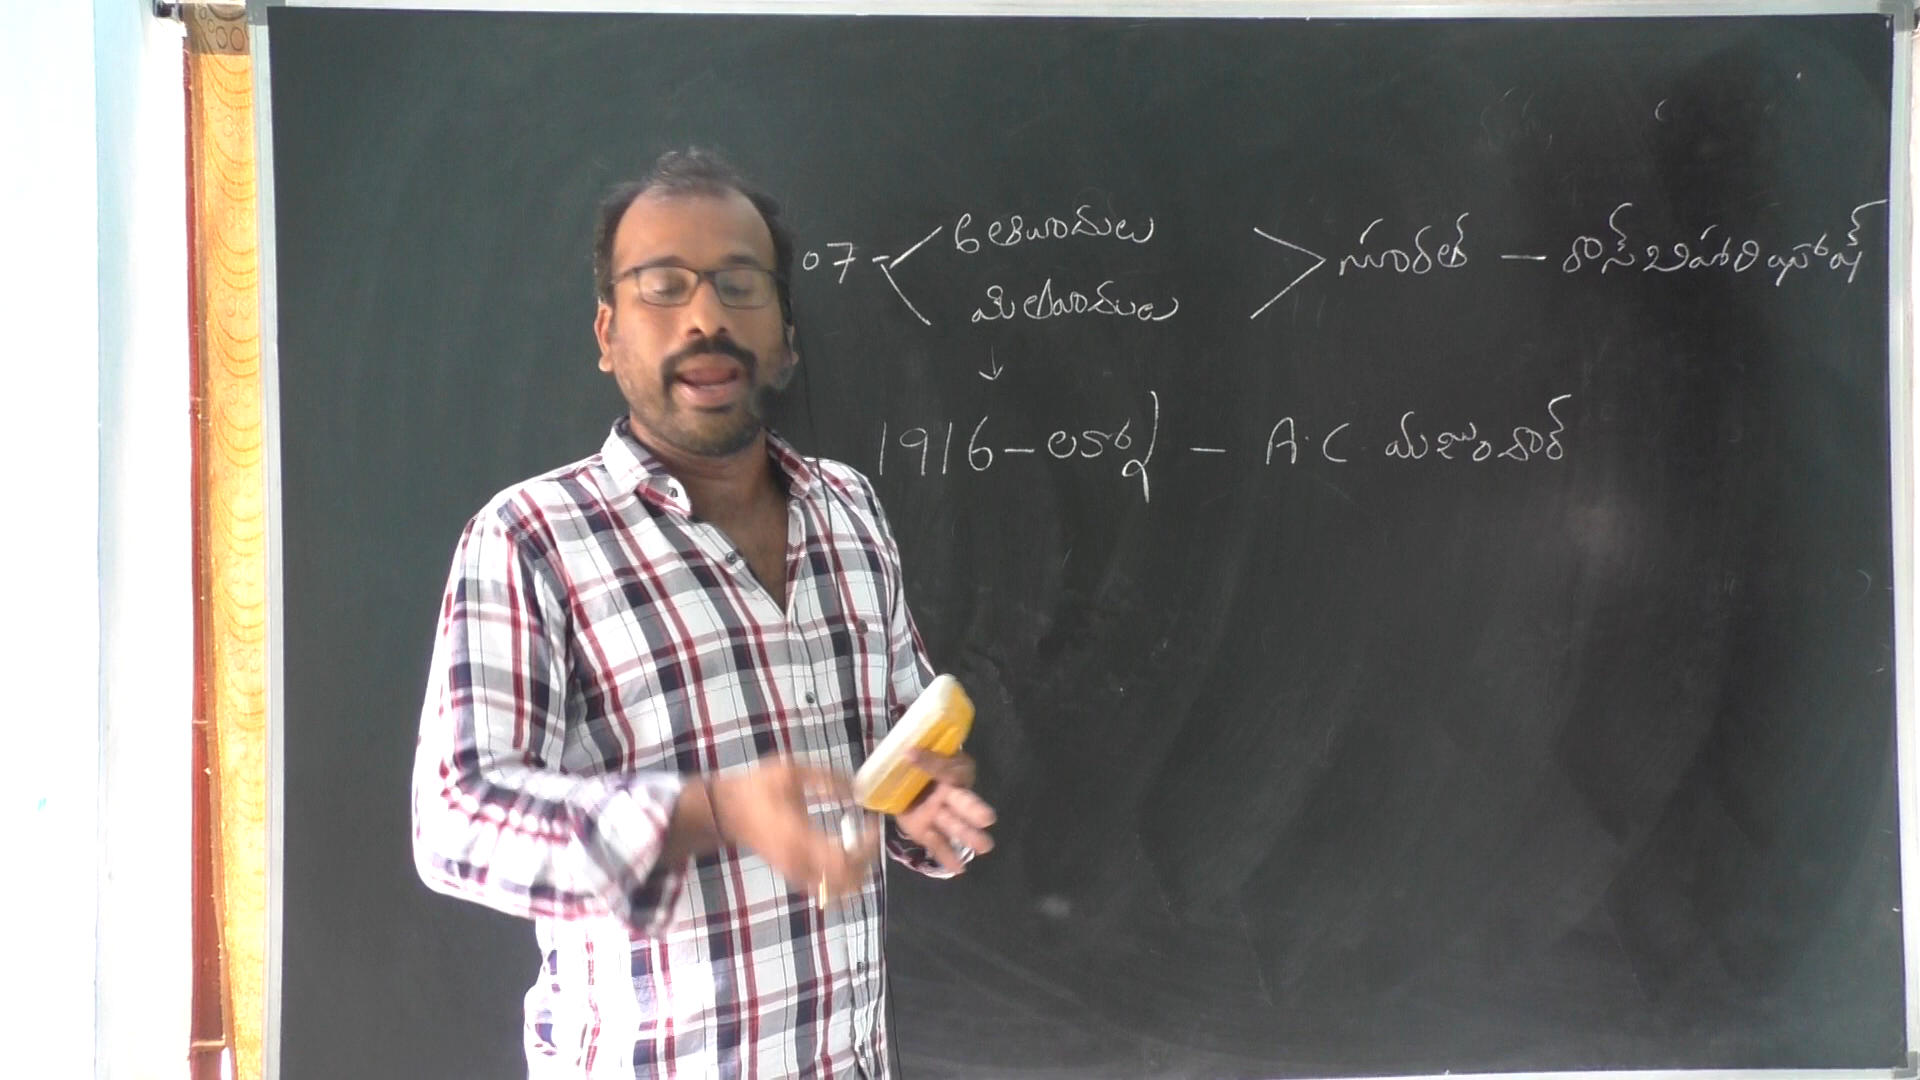 07 - అతివాదులు
మితవాదులు
సూరత్ - రాస్ బిహారి ఘోష్
↓
1916 - లక్నో - A.C మజుందార్